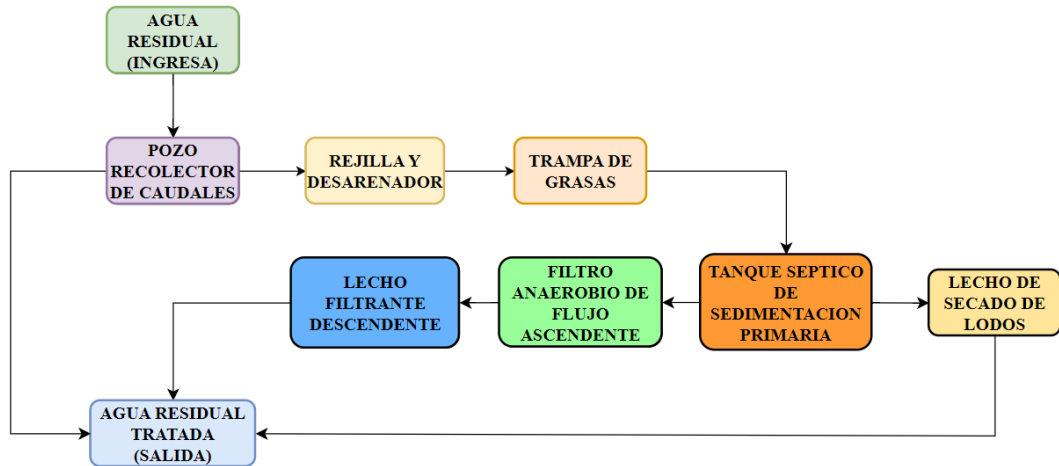 AGUA
RESIDUAL
(INGRESA)
POZO
RECOLECTOR
DE CAUDALES
REJILLA Y
DESARENADOR
TRAMPA DE
GRASAS
LECHO
FILTRANTE
DESCENDENTE
FILTRO
ANAEROBIO DE
FLUJO
ASCENDENTE
TANQUE SEPTICO
DE
SEDIMENTACION
PRIMARIA
LECHO DE
SECADO DE
LODOS
AGUA RESIDUAL
TRATADA
(SALIDA)